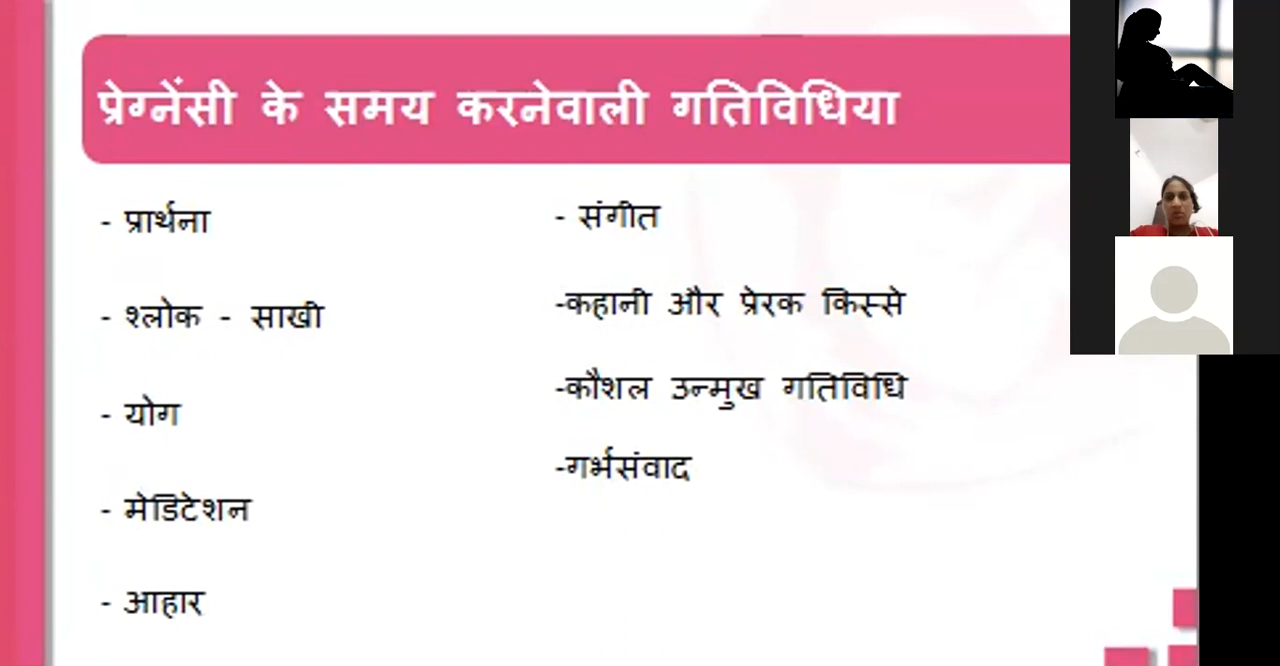 प्रेग्नेंसी के समय करनेवाली गतिविधिया
- प्रार्थना
- श्लोक - साखी
- योग
- मेडिटेशन
- आहार
- संगीत
-कहानी और प्रेरक किस्से
-कौशल उन्मुख गतिविधि
-गर्भसंवाद